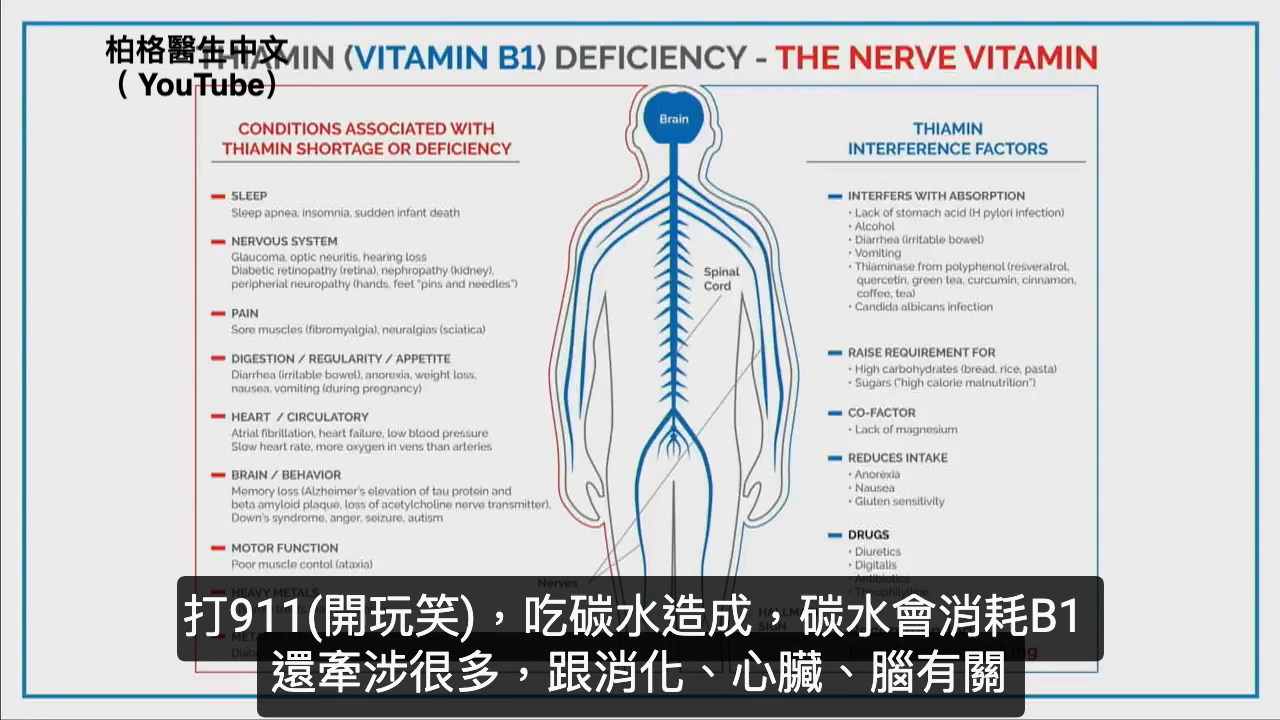 柏格醫生中文
（ YouTube）
THIAMIN (VITAMIN B1) DEFICIENCY - THE NERVE VITAMIN
CONDITIONS ASSOCIATED WITH
THIAMIN SHORTAGE OR DEFICIENCY
SLEEP
Sleep apnea, insomnia, sudden infant death
NERVOUS SYSTEM
Glaucoma, optic neuritis, hearing loss
Diabetic retinopathy (retina), nephropathy (kidney),
peripherial neuropathy (hands, feet "pins and needles")
PAIN
Sore muscles (fibromyalgia), neuralgias (sciatica)
DIGESTION / REGULARITY / APPETITE
Diarrhea (irritable bowel), anorexia, weight loss,
nausea, vomiting (during pregnancy)
HEART / CIRCULATORY
Atrial fibrillation, heart failure, low blood pressure
Slow heart rate, more oxygen in vens than arteries
BRAIN / BEHAVIOR
Memory loss (Alzheimer's elevation of tau protein and
beta amyloid plaque, loss of acetylcholine nerve transmitter),
Down's syndrome, anger, seizure, autism
MOTOR FUNCTION
Poor muscle contol (ataxia)
HEAVY METALS
Brain
Spinal
Cord
Nerves
THIAMIN
INTERFERENCE FACTORS
INTERFERS WITH ABSORPTION
• Lack of stomach acid (H pylori infection)
• Alcohol
• Diarrhea (irritable bowel)
• Vomiting
• Thiaminase from polyphenol (resveratrol,
quercetin, green tea, curcumin, cinnamon,
coffee, tea)
• Candida albicans infection
RAISE REQUIREMENT FOR
• High carbohydrates (bread, rice, pasta)
• Sugars ("high calorie malnutrition")
CO-FACTOR
• Lack of magnesium
REDUCES INTAKE
• Anorexia
• Nausea
• Gluten sensitivity
DRUGS
• Diuretics
• Digitalis
• Antibiotics
• Theophylline
打911(開玩笑)，吃碳水造成，碳水會消耗B1
還牽涉很多，跟消化、心臟、腦有關